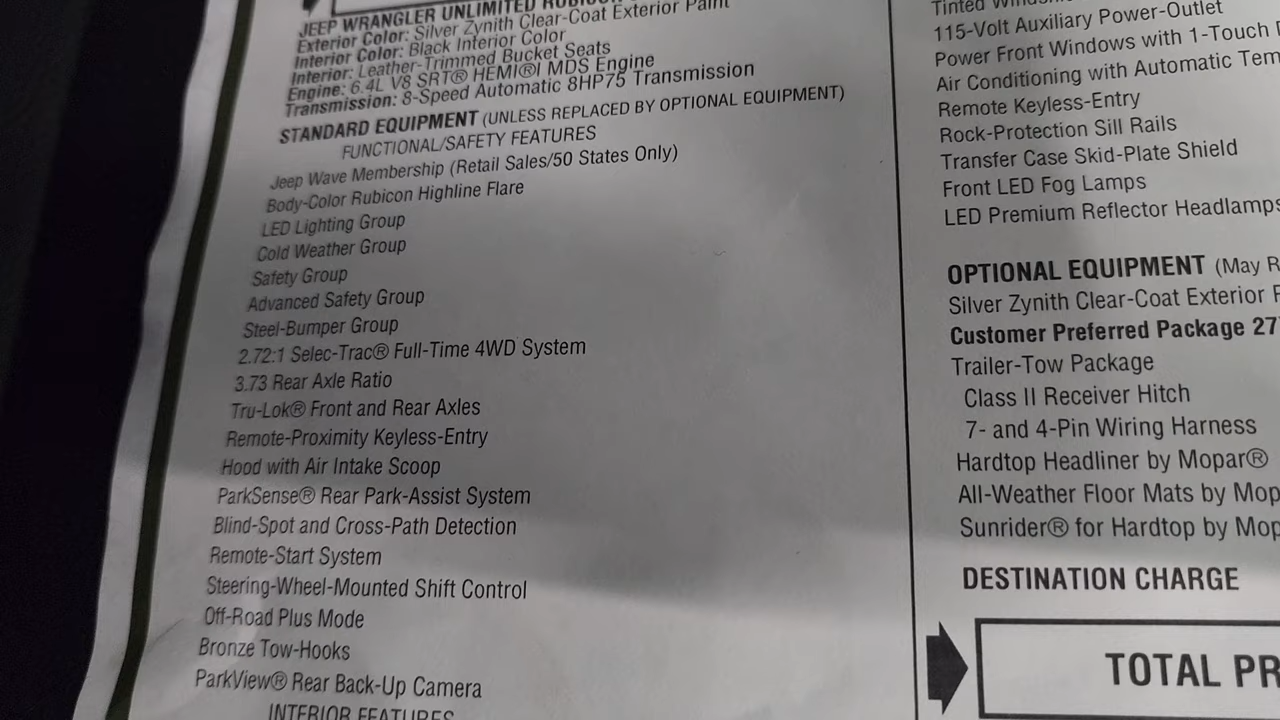 JEEP WRANGLER UNLIMITED RUBICON
Exterior Color: Silver Zynith Clear-Coat Exterior Paint
Interior Color: Black Interior Color
Interior: Leather-Trimmed Bucket Seats
Engine: 6.4L V8 SRT® HEMI®I MDS Engine
Transmission: 8-Speed Automatic 8HP75 Transmission
STANDARD EQUIPMENT (UNLESS REPLACED BY OPTIONAL EQUIPMENT)
FUNCTIONAL/SAFETY FEATURES
Jeep Wave Membership (Retail Sales/50 States Only)
Body-Color Rubicon Highline Flare
LED Lighting Group
Cold Weather Group
Safety Group
Advanced Safety Group
Steel-Bumper Group
2.72:1 Selec-Trac® Full-Time 4WD System
3.73 Rear Axle Ratio
Tru-Lok® Front and Rear Axles
Remote-Proximity Keyless-Entry
Hood with Air Intake Scoop
ParkSense® Rear Park-Assist System
Blind-Spot and Cross-Path Detection
Remote-Start System
Steering-Wheel-Mounted Shift Control
Off-Road Plus Mode
Bronze Tow-Hooks
ParkView® Rear Back-Up Camera
INTERIOR FEATURES
Tinted
115-Volt Auxiliary Power-Outlet
Power Front Windows with 1-Touch
Air Conditioning with Automatic Tem
Remote Keyless-Entry
Rock-Protection Sill Rails
Transfer Case Skid-Plate Shield
Front LED Fog Lamps
LED Premium Reflector Headlamps
OPTIONAL EQUIPMENT (May R
Silver Zynith Clear-Coat Exterior
Customer Preferred Package 27
Trailer-Tow Package
Class II Receiver Hitch
7- and 4-Pin Wiring Harness
Hardtop Headliner by Mopar®
All-Weather Floor Mats by Mop
Sunrider® for Hardtop by Mop
DESTINATION CHARGE
TOTAL PR